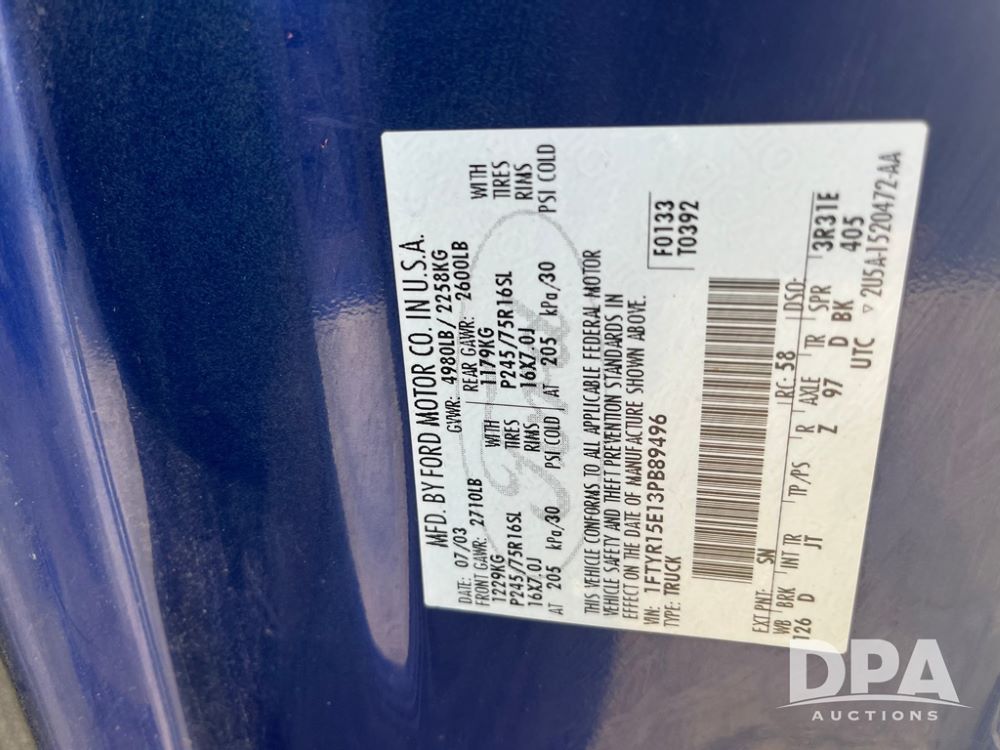 MFD. BY FORD MOTOR CO. IN U.S.A.
DATE: 07/03 GVWR: 4980LB / 2258KG
FRONT GAWR: 2710LB REAR GAWR: 2600LB
1229KG WITH 1179KG WITH
P245/75R16SL TIRES P245/75R16SL TIRES
16X7.0J RIMS 16X7.0J RIMS
AT 205 kPa/30 PSI COLD AT 205 kPa/30 PSI COLD
Ford
THIS VEHICLE CONFORMS TO ALL APPLICABLE FEDERAL MOTOR
VEHICLE SAFETY AND THEFT PREVENTION STANDARDS IN
EFFECT ON THE DATE OF MANUFACTURE SHOWN ABOVE.
VIN: 1FTYR15E13PB89496 F0133
TYPE: TRUCK T0392
EXT PNT: SN RC: 58 DSO:
WB BRK INT TR TP/PS R AXLE TR SPR 3R31E
126 D JT Z 97 D BK 405
UTC ▽ 2U5A-1520472-AA
DPA
AUCTIONS